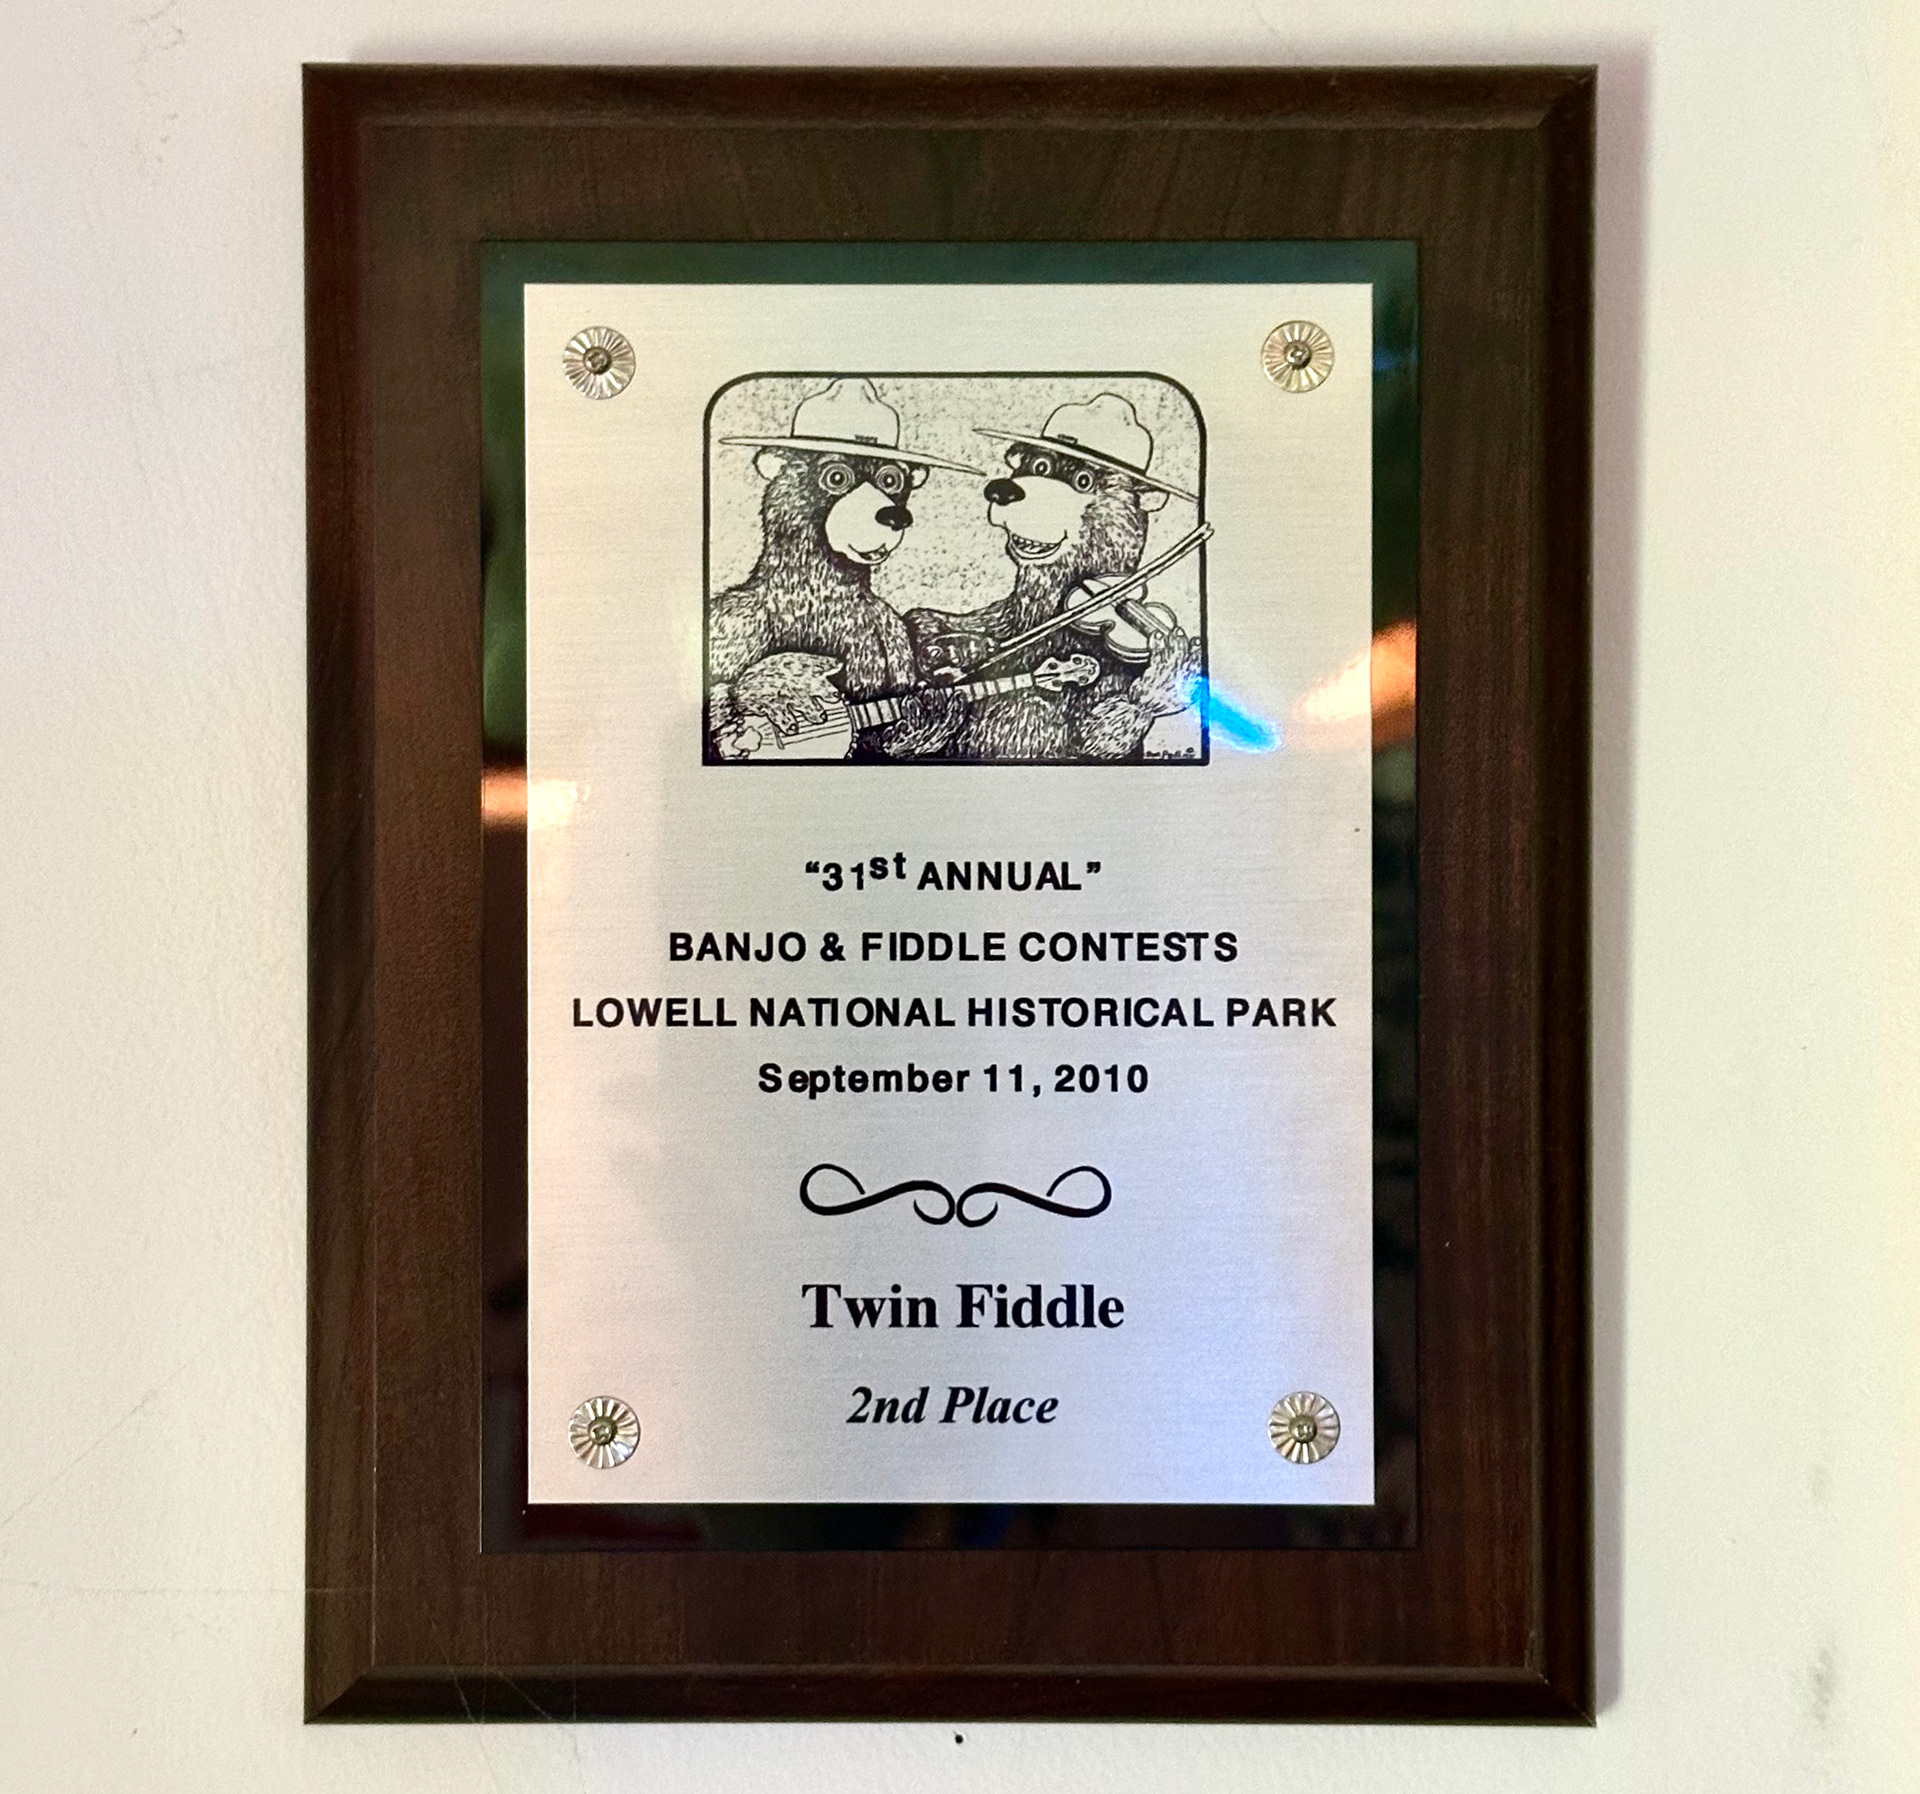 “31st ANNUAL”
BANJO & FIDDLE CONTESTS
LOWELL NATIONAL HISTORICAL PARK
September 11, 2010
Twin Fiddle
2nd Place